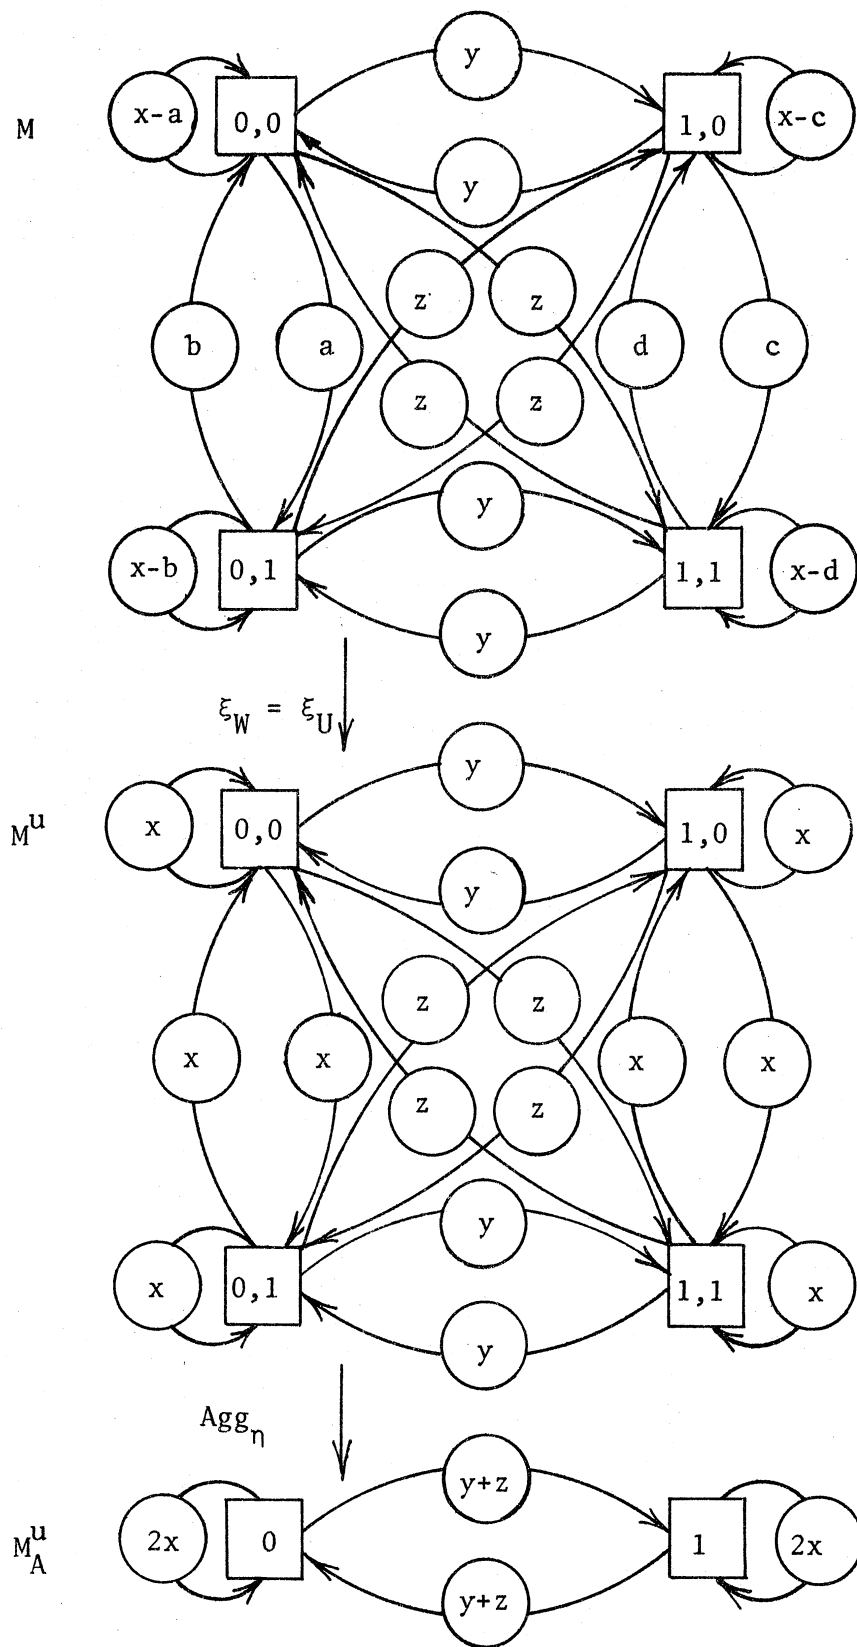 y
x-a 0,0 1,0 x-c
M
y
z z
b a d c
z z
y
x-b 0,1 1,1 x-d
y
ξ_W = ξ_U
y
M^u x 0,0 1,0 x
y
z z
x x x x
z z
y
x 0,1 1,1 x
y
Agg_η
y+z
M_A^u 2x 0 1 2x
y+z